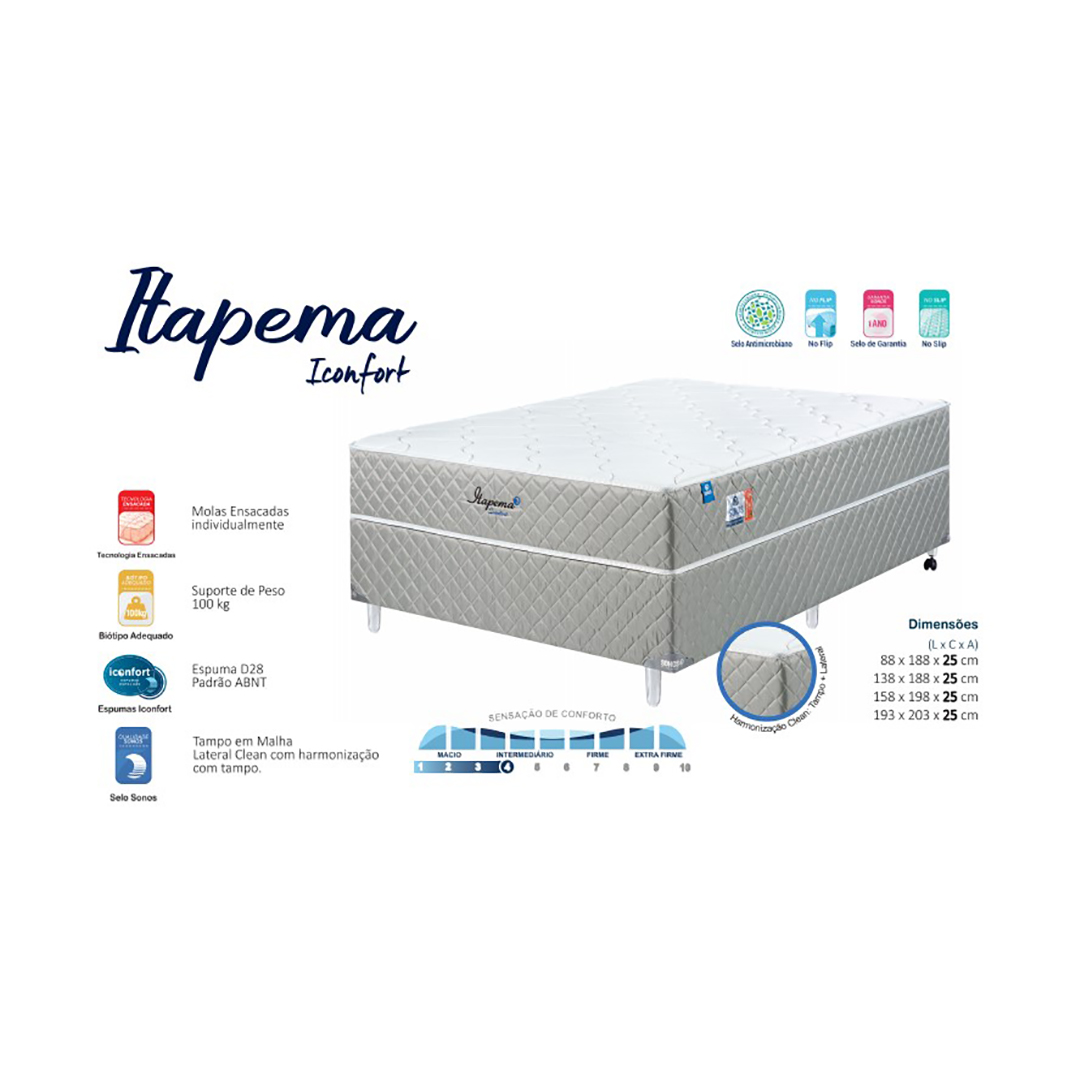 Itapema
Iconfort
Selo Antimicrobiano
NO FLIP
No Flip
GARANTIA
1 ANO
Selo de Garantia
NO SLIP
No Slip
TECNOLOGIA
ENSACADA
Tecnologia Ensacadas
Molas Ensacadas
individualmente
BIÓTIPO
ADEQUADO
100kg
Biótipo Adequado
Suporte de Peso
100 kg
iconfort
Espumas Iconfort
Espuma D28
Padrão ABNT
QUALIDADE
SONOS
Selo Sonos
Tampo em Malha
Lateral Clean com harmonização
com tampo.
Itapema
SENSAÇÃO DE CONFORTO
MACIO INTERMEDIÁRIO FIRME EXTRA FIRME
1 2 3 4 5 6 7 8 9 10
Harmonização Clean: Tampo + Lateral
Dimensões
(L x C x A)
88 x 188 x 25 cm
138 x 188 x 25 cm
158 x 198 x 25 cm
193 x 203 x 25 cm